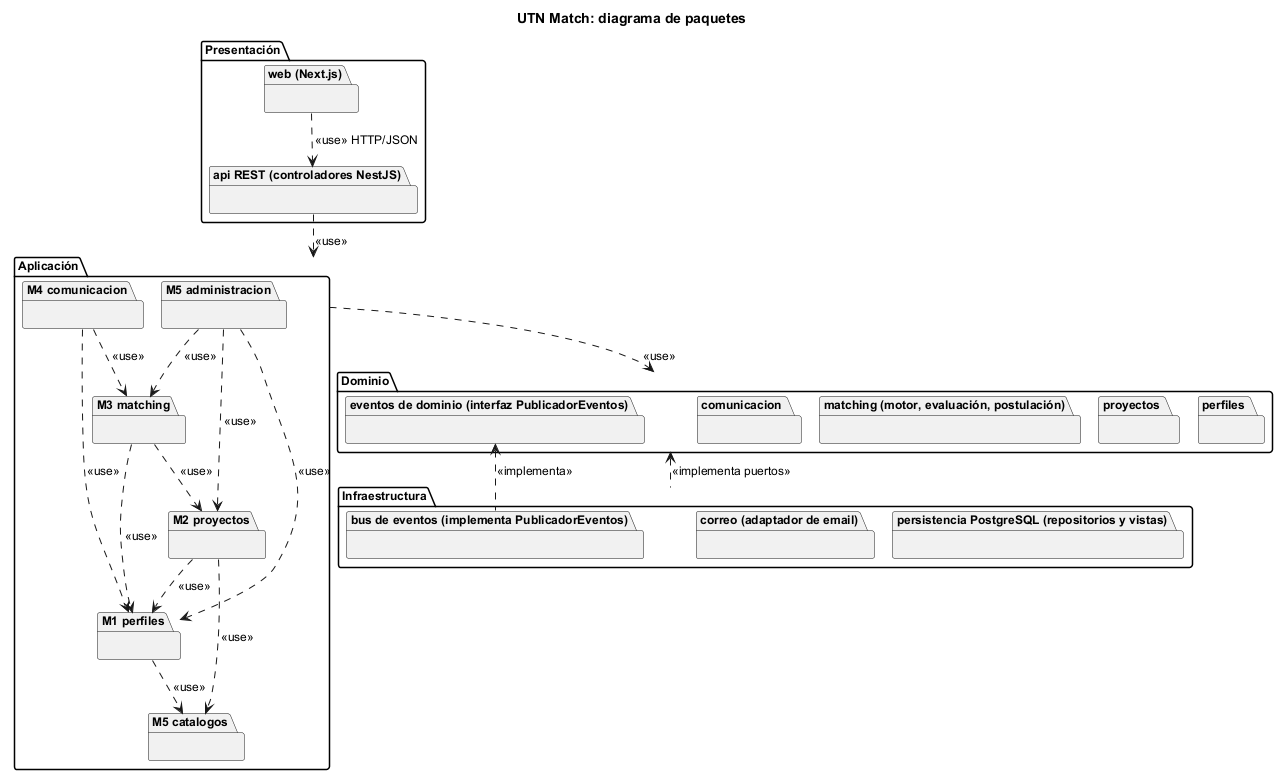 UTN Match: diagrama de paquetes
Presentación
web (Next.js)
«use» HTTP/JSON
api REST (controladores NestJS)
«use»
Aplicación
M4 comunicacion
M5 administracion
«use»
«use»
«use»
M3 matching
«use»
«use»
«use»
«use»
M2 proyectos
«use»
«use»
M1 perfiles
«use»
«use»
M5 catalogos
«use»
Dominio
eventos de dominio (interfaz PublicadorEventos)
comunicacion
matching (motor, evaluación, postulación)
proyectos
perfiles
«implementa»
«implementa puertos»
Infraestructura
bus de eventos (implementa PublicadorEventos)
correo (adaptador de email)
persistencia PostgreSQL (repositorios y vistas)